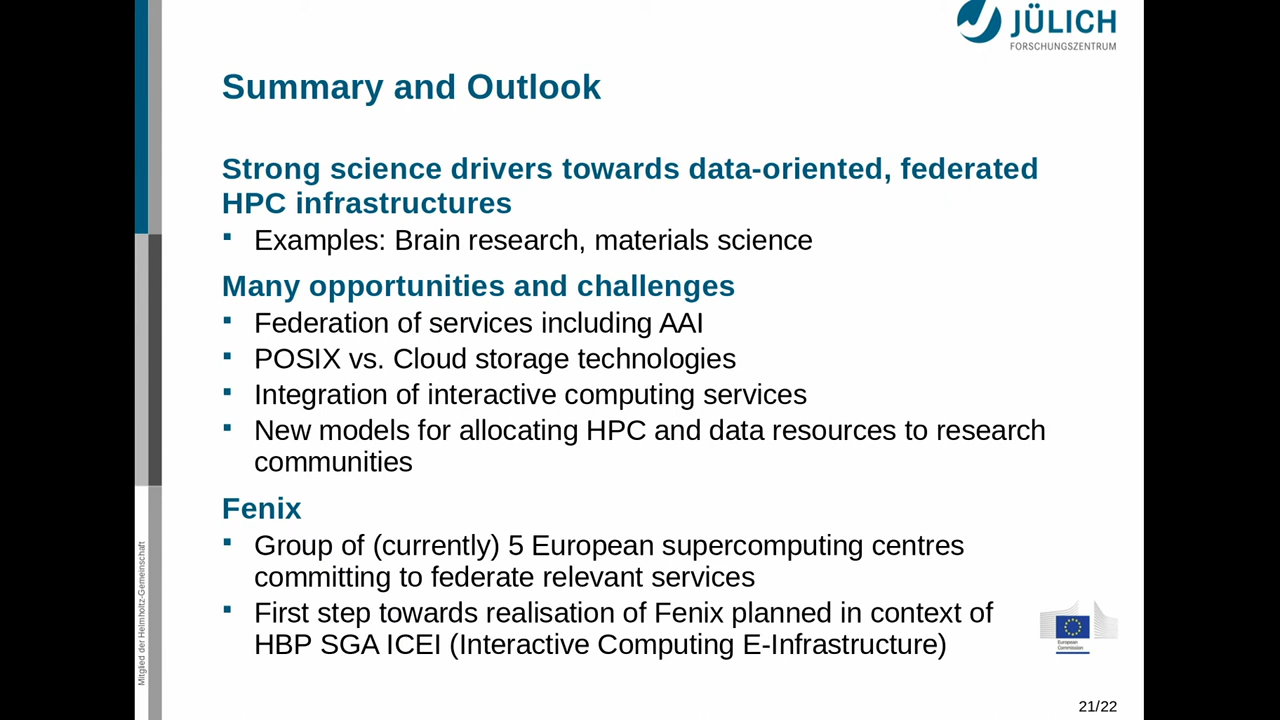 JÜLICH
FORSCHUNGSZENTRUM
Summary and Outlook
Strong science drivers towards data-oriented, federated
HPC infrastructures
▪ Examples: Brain research, materials science
Many opportunities and challenges
▪ Federation of services including AAI
▪ POSIX vs. Cloud storage technologies
▪ Integration of interactive computing services
▪ New models for allocating HPC and data resources to research
communities
Fenix
▪ Group of (currently) 5 European supercomputing centres
committing to federate relevant services
▪ First step towards realisation of Fenix planned in context of
HBP SGA ICEI (Interactive Computing E-Infrastructure)
Mitglied der Helmholtz-Gemeinschaft
European
Commission
21/22